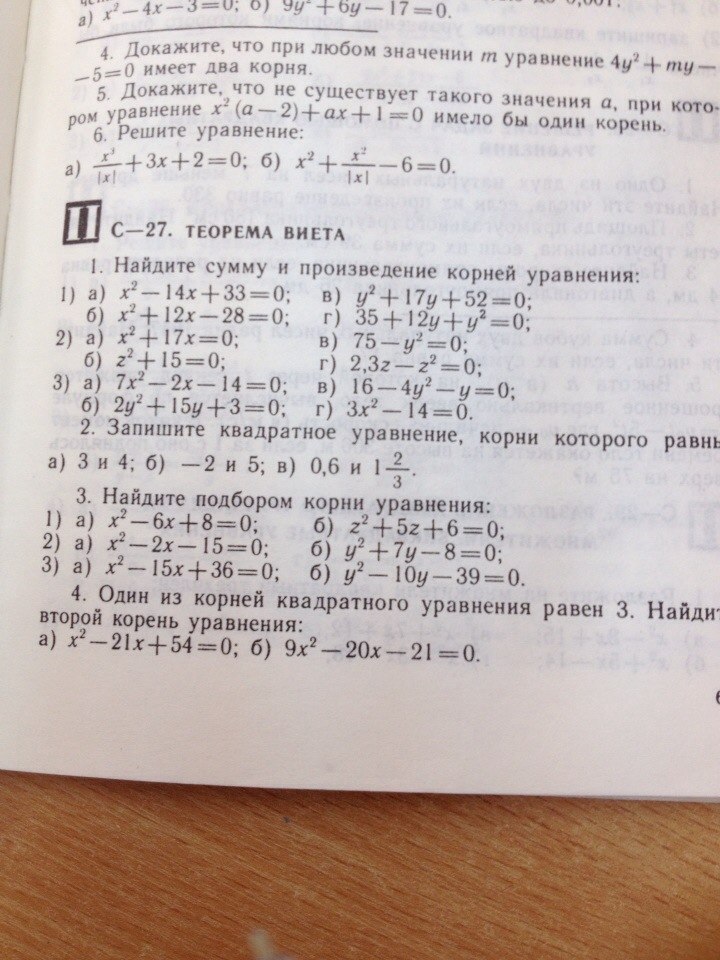 а) x² − 4x − 3 = 0; б) 9y² + 6y − 17 = 0.
4. Докажите, что при любом значении m уравнение 4y² + my −
− 5 = 0 имеет два корня.
5. Докажите, что не существует такого значения a, при кото-
ром уравнение x² (a − 2) + ax + 1 = 0 имело бы один корень.
6. Решите уравнение:
а) x³/|x| + 3x + 2 = 0; б) x² + x²/|x| − 6 = 0.
П С—27. ТЕОРЕМА ВИЕТА
1. Найдите сумму и произведение корней уравнения:
1) а) x² − 14x + 33 = 0; в) y² + 17y + 52 = 0;
б) x² + 12x − 28 = 0; г) 35 + 12y + y² = 0;
2) а) x² + 17x = 0; в) 75 − y² = 0;
б) z² + 15 = 0; г) 2,3z − z² = 0;
3) а) 7x² − 2x − 14 = 0; в) 16 − 4y² − y = 0;
б) 2y² + 15y + 3 = 0; г) 3x² − 14 = 0.
2. Запишите квадратное уравнение, корни которого равны
а) 3 и 4; б) −2 и 5; в) 0,6 и 1 2/3.
3. Найдите подбором корни уравнения:
1) а) x² − 6x + 8 = 0; б) z² + 5z + 6 = 0;
2) а) x² − 2x − 15 = 0; б) y² + 7y − 8 = 0;
3) а) x² − 15x + 36 = 0; б) y² − 10y − 39 = 0.
4. Один из корней квадратного уравнения равен 3. Найдит
второй корень уравнения:
а) x² − 21x + 54 = 0; б) 9x² − 20x − 21 = 0.